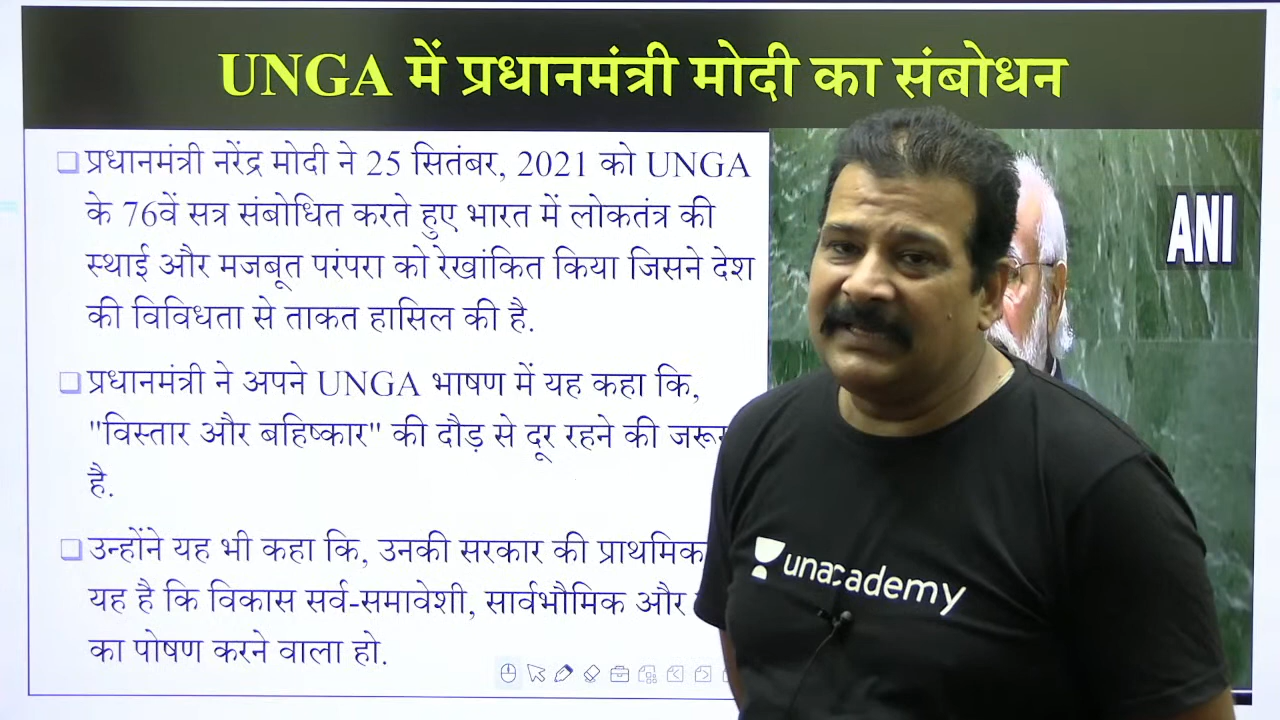 UNGA में प्रधानमंत्री मोदी का संबोधन
प्रधानमंत्री नरेंद्र मोदी ने 25 सितंबर, 2021 को UNGA
के 76वें सत्र संबोधित करते हुए भारत में लोकतंत्र की
स्थाई और मजबूत परंपरा को रेखांकित किया जिसने देश
की विविधता से ताकत हासिल की है.
प्रधानमंत्री ने अपने UNGA भाषण में यह कहा कि,
"विस्तार और बहिष्कार" की दौड़ से दूर रहने की
है.
उन्होंने यह भी कहा कि, उनकी सरकार की
यह है कि विकास सर्व-समावेशी, सार्वभौमिक और
का पोषण करने वाला हो.
ANI
unacademy